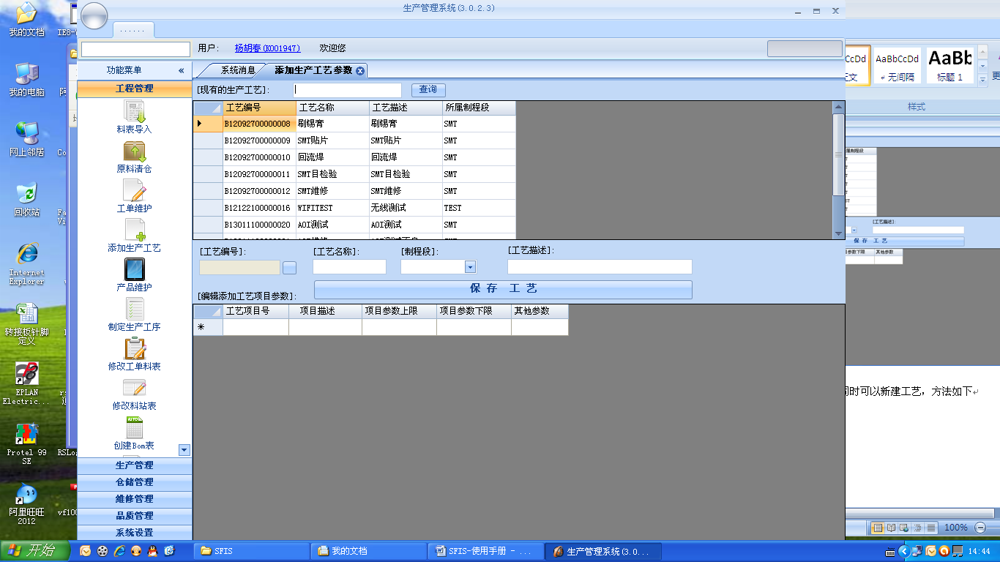 生产管理系统(3.0.2.3)
......
用户: 杨胡春(K001947) 欢迎您
功能菜单 «
系统消息 添加生产工艺参数
工程管理
料表导入
原料清仓
工单维护
添加生产工艺
产品维护
制定生产工序
修改工单料表
修改料站表
创建Bom表
生产管理
仓储管理
维修管理
品质管理
系统设置
[现有的生产工艺]: 查询
工艺编号 工艺名称 工艺描述 所属制程段
B12092700000008 刷锡膏 刷锡膏 SMT
B12092700000009 SMT贴片 SMT贴片 SMT
B12092700000010 回流焊 回流焊 SMT
B12092700000011 SMT目检验 SMT目检验 SMT
B12092700000012 SMT维修 SMT维修 SMT
B12122100000016 WIFITEST 无线测试 TEST
B13011100000020 AOI测试 AOI测试 SMT
[工艺编号]: [工艺名称]: [制程段]: [工艺描述]:
保 存 工 艺
[编辑添加工艺项目参数]:
工艺项目号 项目描述 项目参数上限 项目参数下限 其他参数
*
我的文档
我的电脑
网上邻居
回收站
Internet
Explorer
转接板针脚
定义
EPLAN
Electric...
Protel 99
SE
阿里旺旺
2012
vf100
CcDd AaBbCcDd AaBb
正文 无间隔 标题 1
样式
属制程段
[工艺描述]:
保 存 工 艺
参数下限 其他参数
同时可以新建工艺，方法如下
100%
开始 SFIS 我的文档 SFIS-使用手册 - ... 生产管理系统(3.0... 14:44